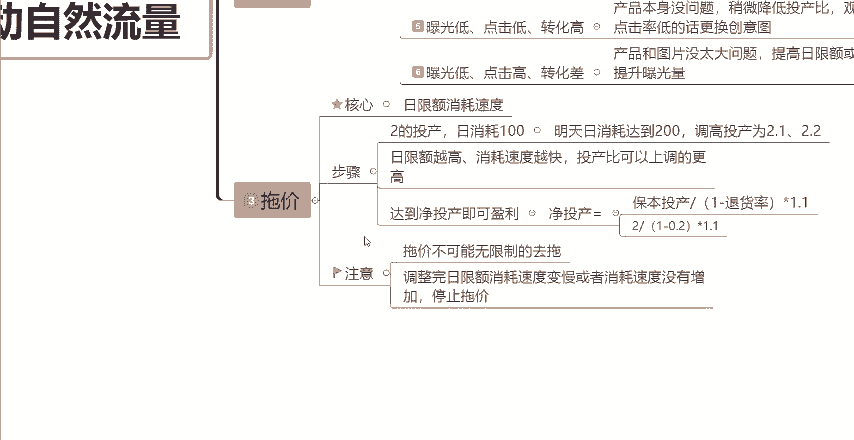 动自然流量
产品本身没问题，稍微降低投产比，观
5 曝光低、点击低、转化高
点击率低的话更换创意图
产品和图片没太大问题，提高日限额或
6 曝光低、点击高、转化差
提升曝光量
3 拖价
核心
日限额消耗速度
步骤
2的投产，日消耗100
明天日消耗达到200，调高投产为2.1、2.2
日限额越高、消耗速度越快，投产比可以上调的更
高
达到净投产即可盈利
净投产=
保本投产/（1-退货率）*1.1
2/（1-0.2）*1.1
注意
拖价不可能无限制的去拖
调整完日限额消耗速度变慢或者消耗速度没有增
加，停止拖价